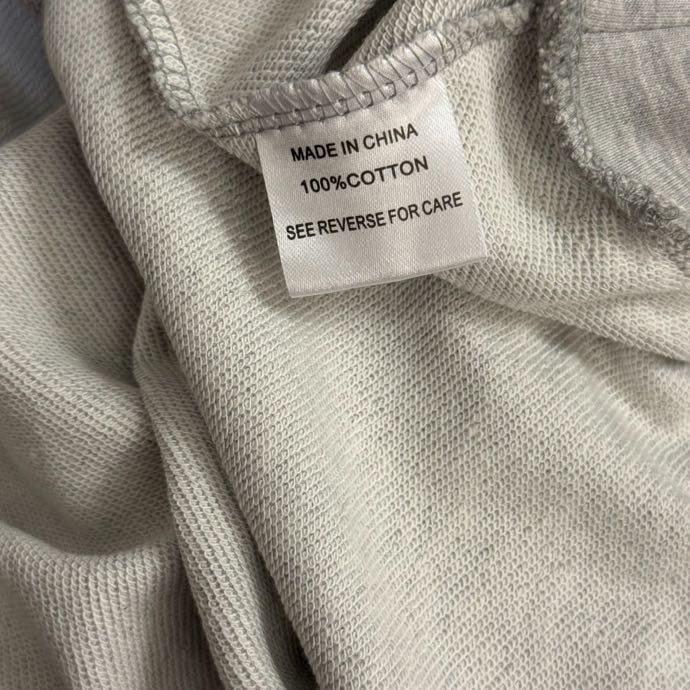 MADE IN CHINA
100%COTTON
SEE REVERSE FOR CARE